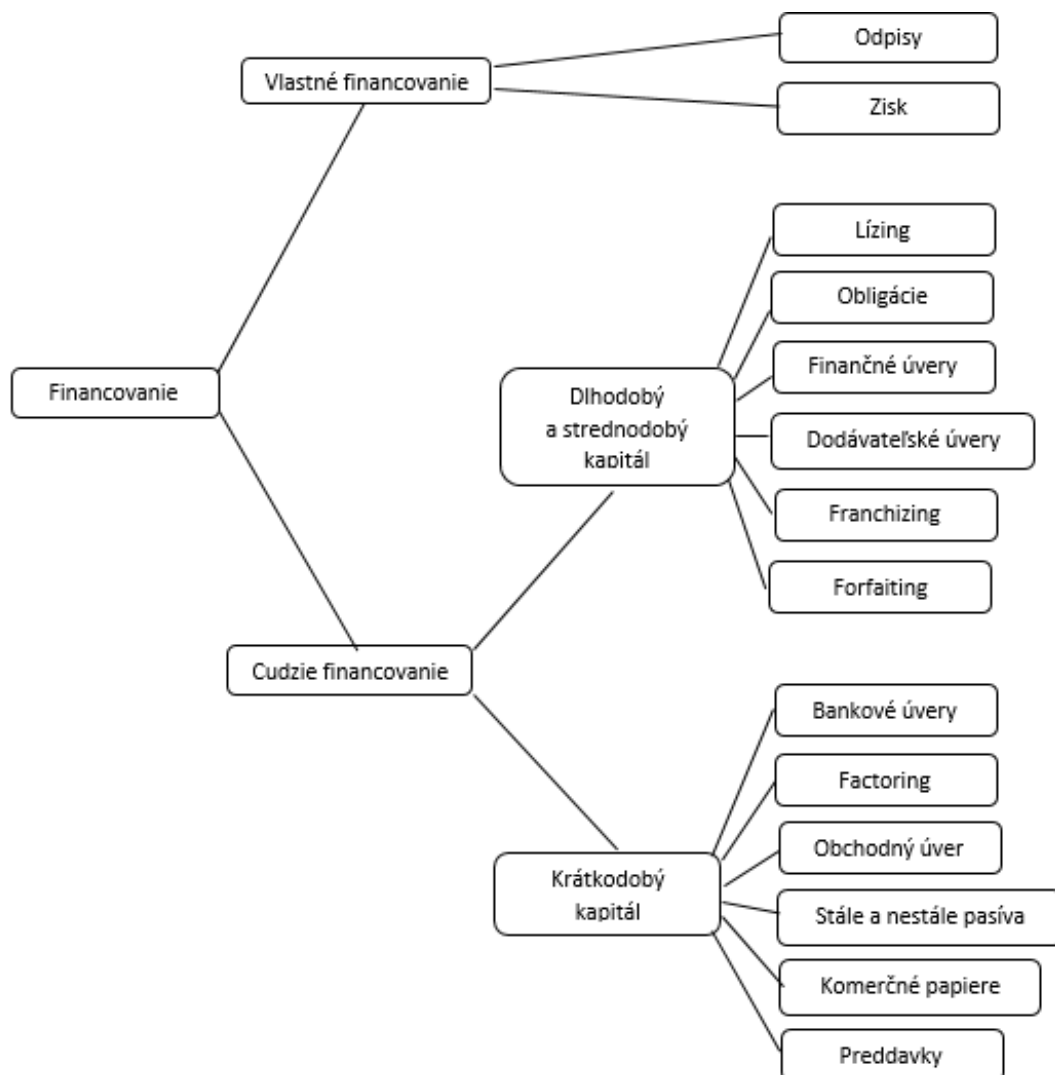 Odpisy
Vlastné financovanie
Zisk
Lízing
Obligácie
Finančné úvery
Financovanie
Dlhodobý
a strednodobý
kapitál
Dodávateľské úvery
Franchizing
Forfaiting
Cudzie financovanie
Bankové úvery
Factoring
Obchodný úver
Krátkodobý
kapitál
Stále a nestále pasíva
Komerčné papiere
Preddavky